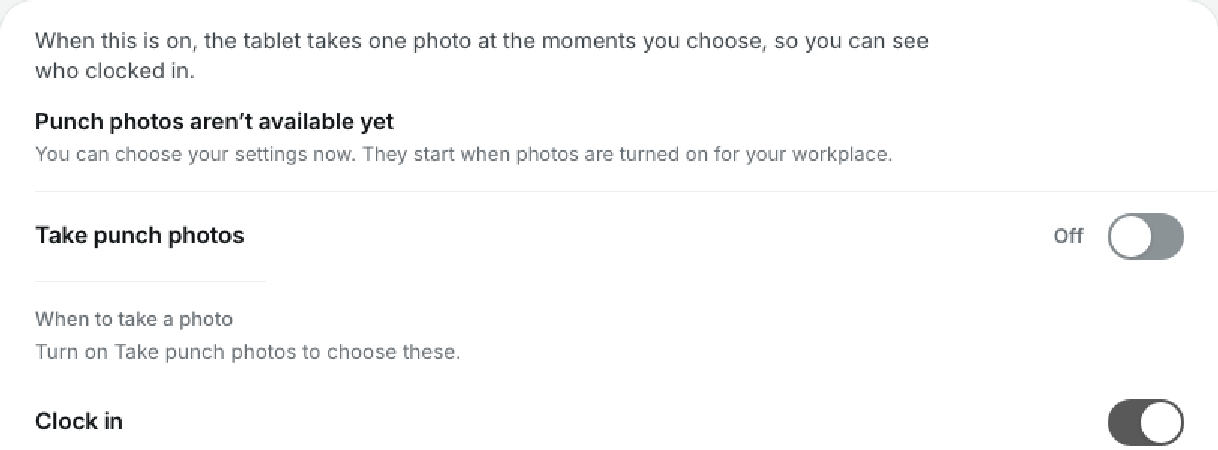 When this is on, the tablet takes one photo at the moments you choose, so you can see
who clocked in.
Punch photos aren’t available yet
You can choose your settings now. They start when photos are turned on for your workplace.
Take punch photos
Off
When to take a photo
Turn on Take punch photos to choose these.
Clock in